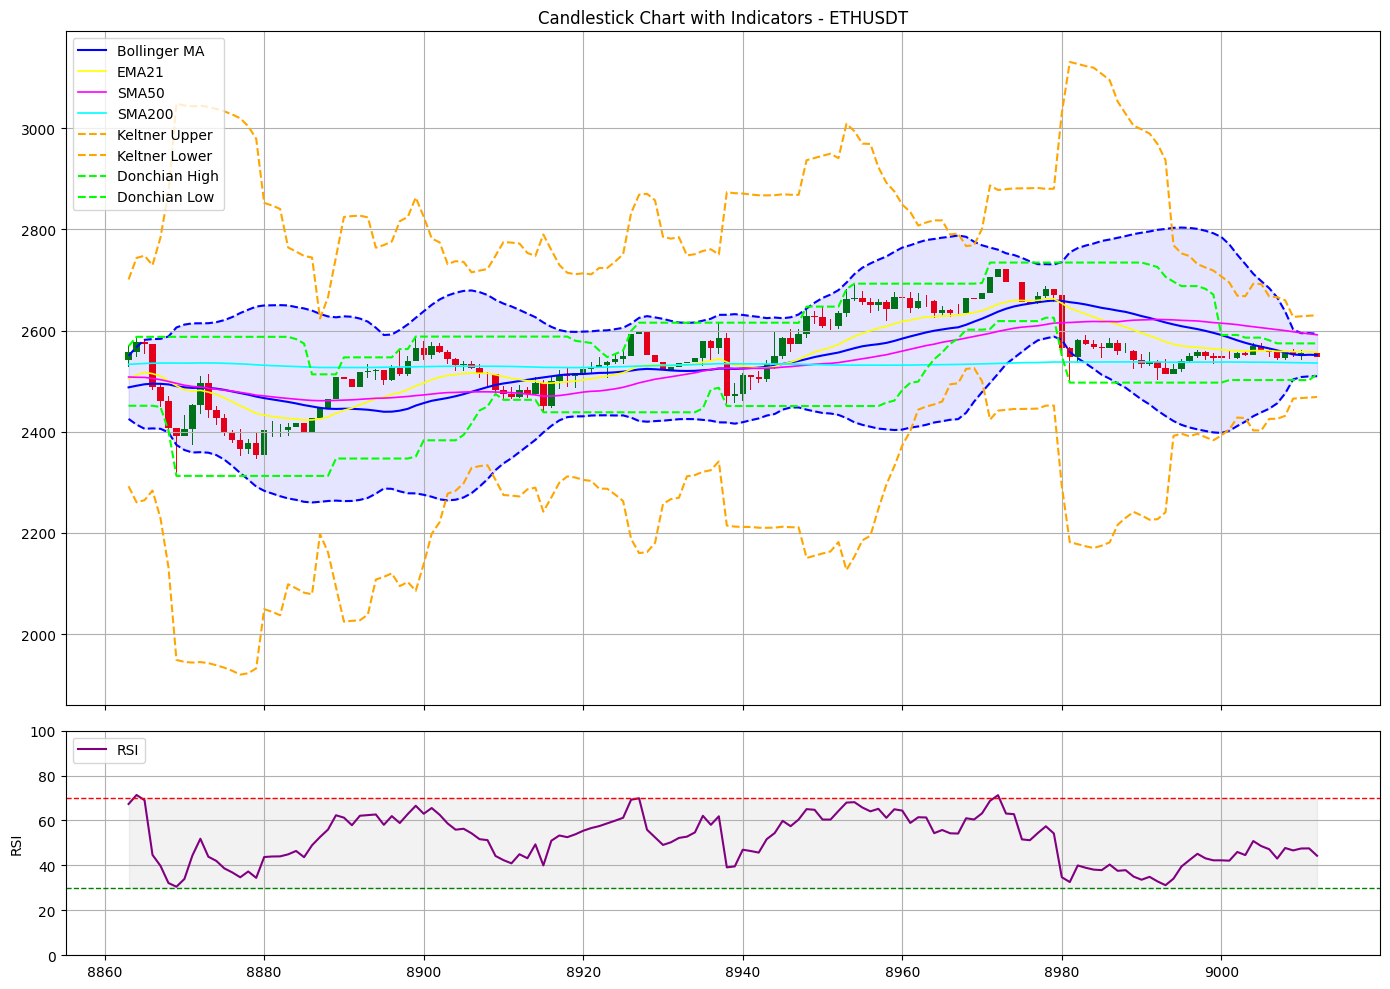 Candlestick Chart with Indicators - ETHUSDT
Bollinger MA
EMA21
SMA50
SMA200
Keltner Upper
Keltner Lower
Donchian High
Donchian Low
3000
2800
2600
2400
2200
2000
RSI
100
80
60
40
20
0
RSI
8860
8880
8900
8920
8940
8960
8980
9000